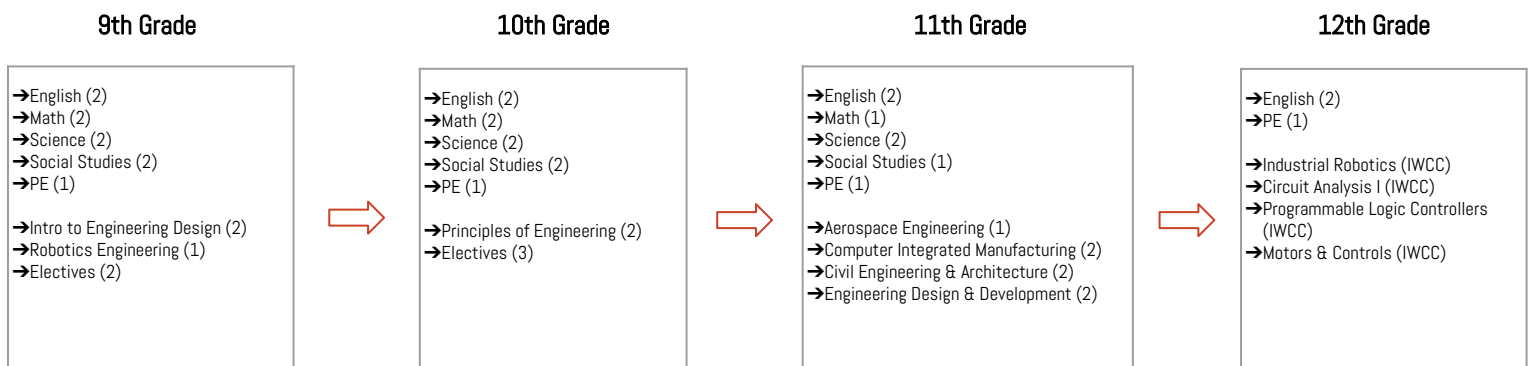 9th Grade
➔English (2)
➔Math (2)
➔Science (2)
➔Social Studies (2)
➔PE (1)
➔Intro to Engineering Design (2)
➔Robotics Engineering (1)
➔Electives (2)
10th Grade
➔English (2)
➔Math (2)
➔Science (2)
➔Social Studies (2)
➔PE (1)
➔Principles of Engineering (2)
➔Electives (3)
11th Grade
➔English (2)
➔Math (1)
➔Science (2)
➔Social Studies (1)
➔PE (1)
➔Aerospace Engineering (1)
➔Computer Integrated Manufacturing (2)
➔Civil Engineering & Architecture (2)
➔Engineering Design & Development (2)
12th Grade
➔English (2)
➔PE (1)
➔Industrial Robotics (IWCC)
➔Circuit Analysis I (IWCC)
➔Programmable Logic Controllers
(IWCC)
➔Motors & Controls (IWCC)